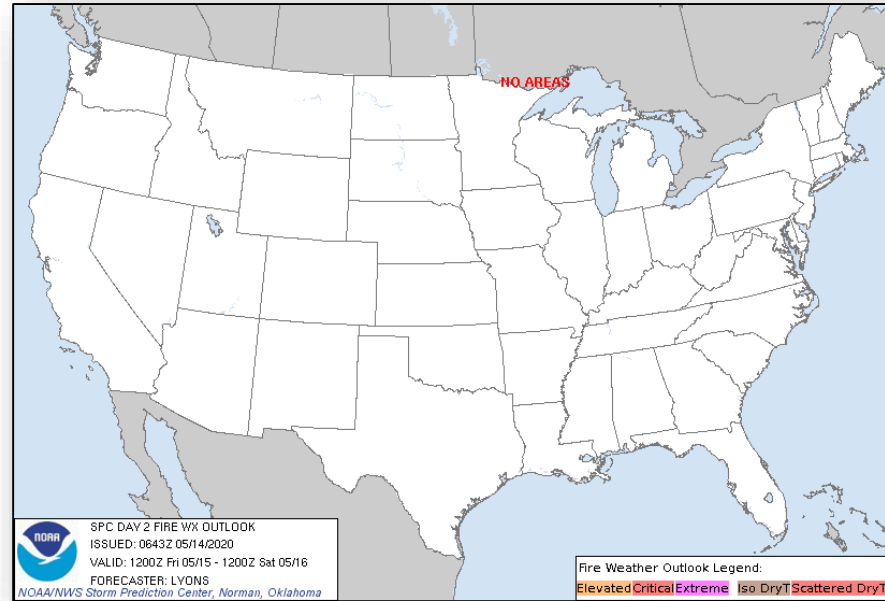 NO AREAS
SPC DAY 2 FIRE WX OUTLOOK
ISSUED: 0643Z 05/14/2020
VALID: 1200Z Fri 05/15 - 1200Z Sat 05/16
FORECASTER: LYONS
NOAA/NWS Storm Prediction Center, Norman, Oklahoma
NOAA
Fire Weather Outlook Legend:
Elevated Critical Extreme Iso DryT Scattered DryT